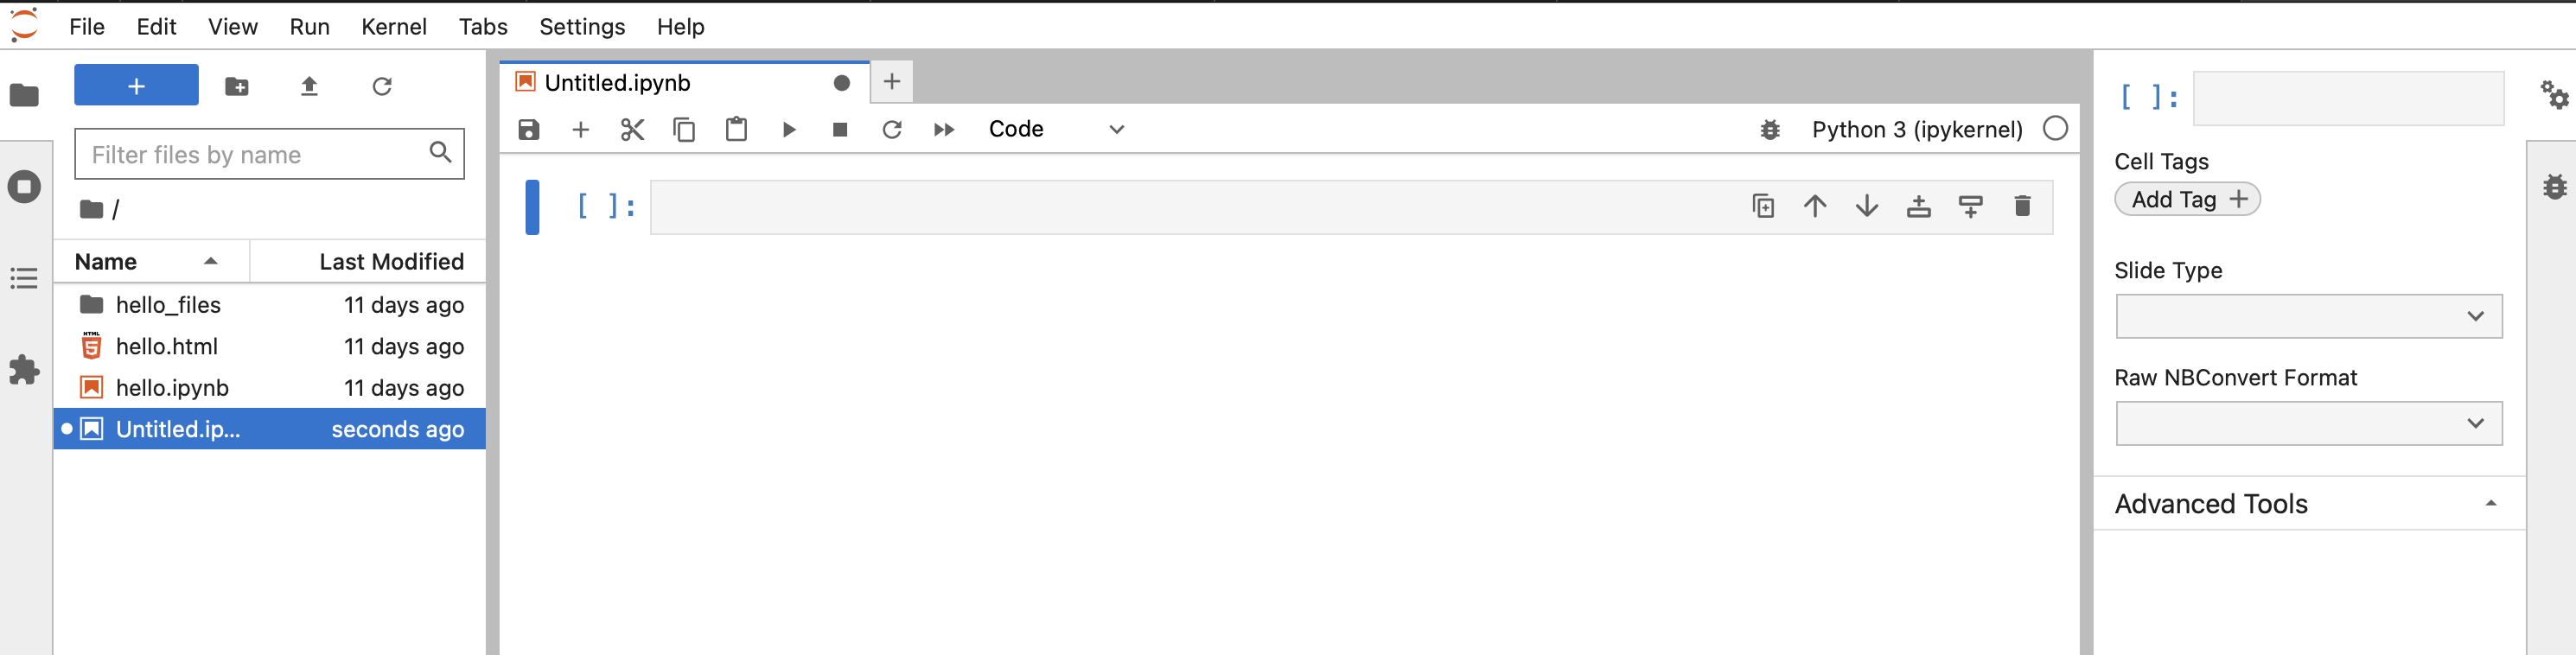 File Edit View Run Kernel Tabs Settings Help
Untitled.ipynb
Filter files by name
/
Code
Python 3 (ipykernel)
[ ]:
Name Last Modified
hello_files 11 days ago
HTML
hello.html 11 days ago
hello.ipynb 11 days ago
Untitled.ip... seconds ago
[ ]:
Cell Tags
Add Tag +
Slide Type
Raw NBConvert Format
Advanced Tools